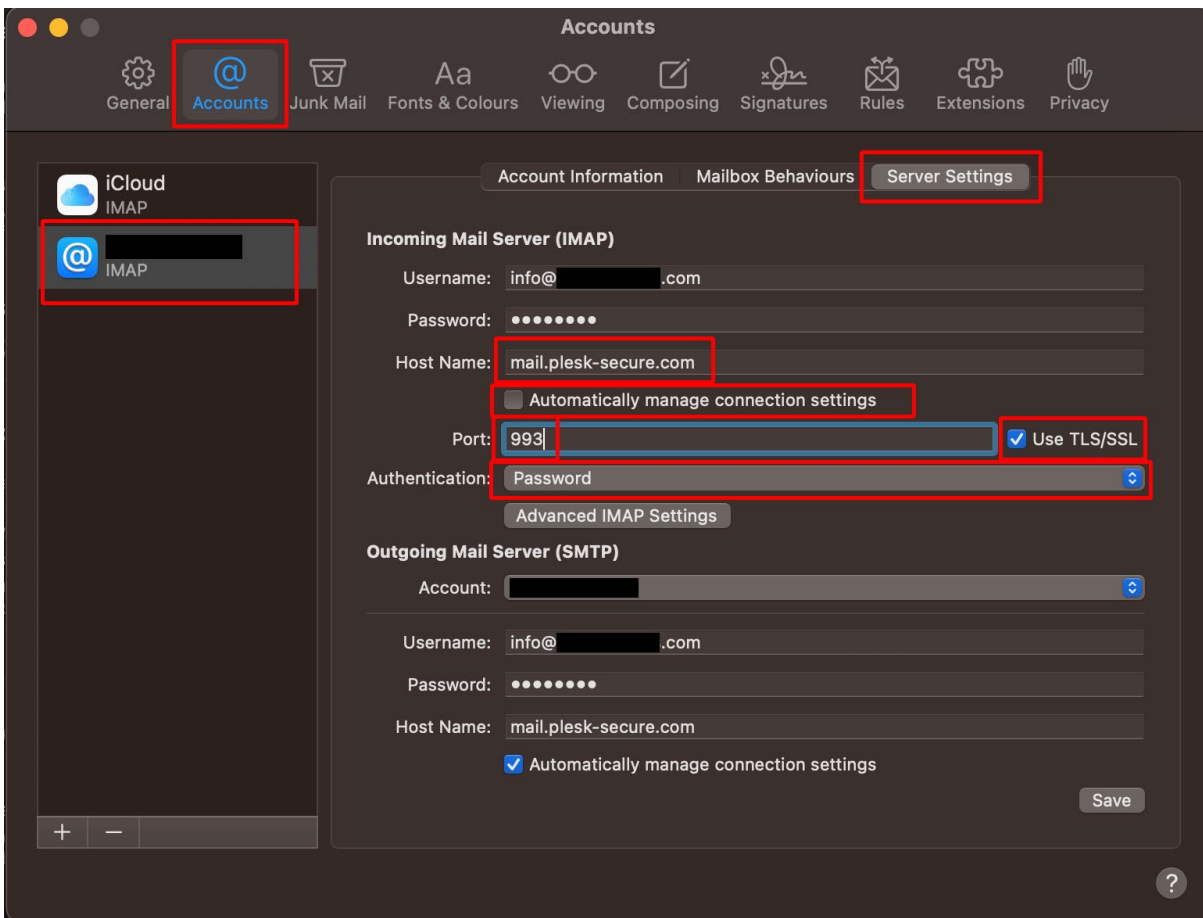 Accounts
General
Accounts
Junk Mail
Aa
Fonts & Colours
Viewing
Composing
Signatures
Rules
Extensions
Privacy
iCloud
IMAP
@
IMAP
Account Information
Mailbox Behaviours
Server Settings
Incoming Mail Server (IMAP)
Username: info@ .com
Password: ••••••••
Host Name: mail.plesk-secure.com
Automatically manage connection settings
Port: 993 Use TLS/SSL
Authentication: Password
Advanced IMAP Settings
Outgoing Mail Server (SMTP)
Account:
Username: info@ .com
Password: ••••••••
Host Name: mail.plesk-secure.com
Automatically manage connection settings
Save
+ −
?